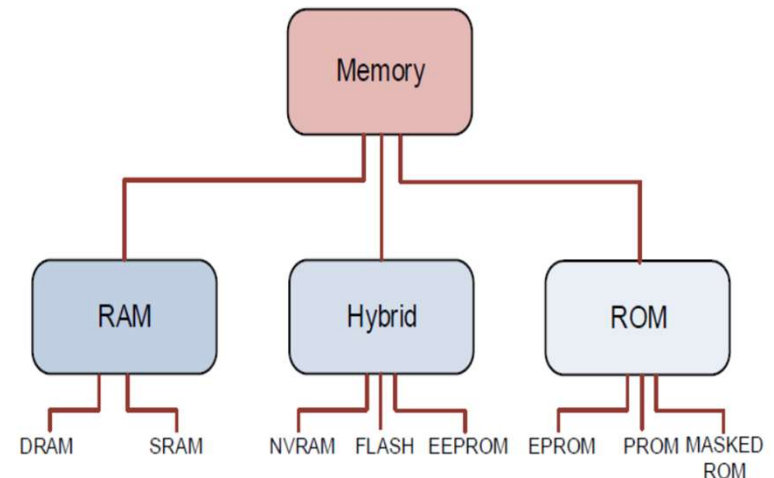 Memory
RAM
Hybrid
ROM
DRAM
SRAM
NVRAM
FLASH
EEPROM
EPROM
PROM
MASKED
ROM